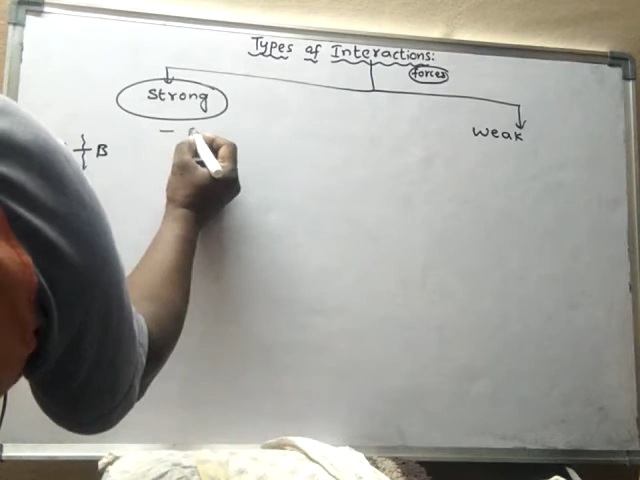 Types of Interactions:
forces
Strong
weak
B